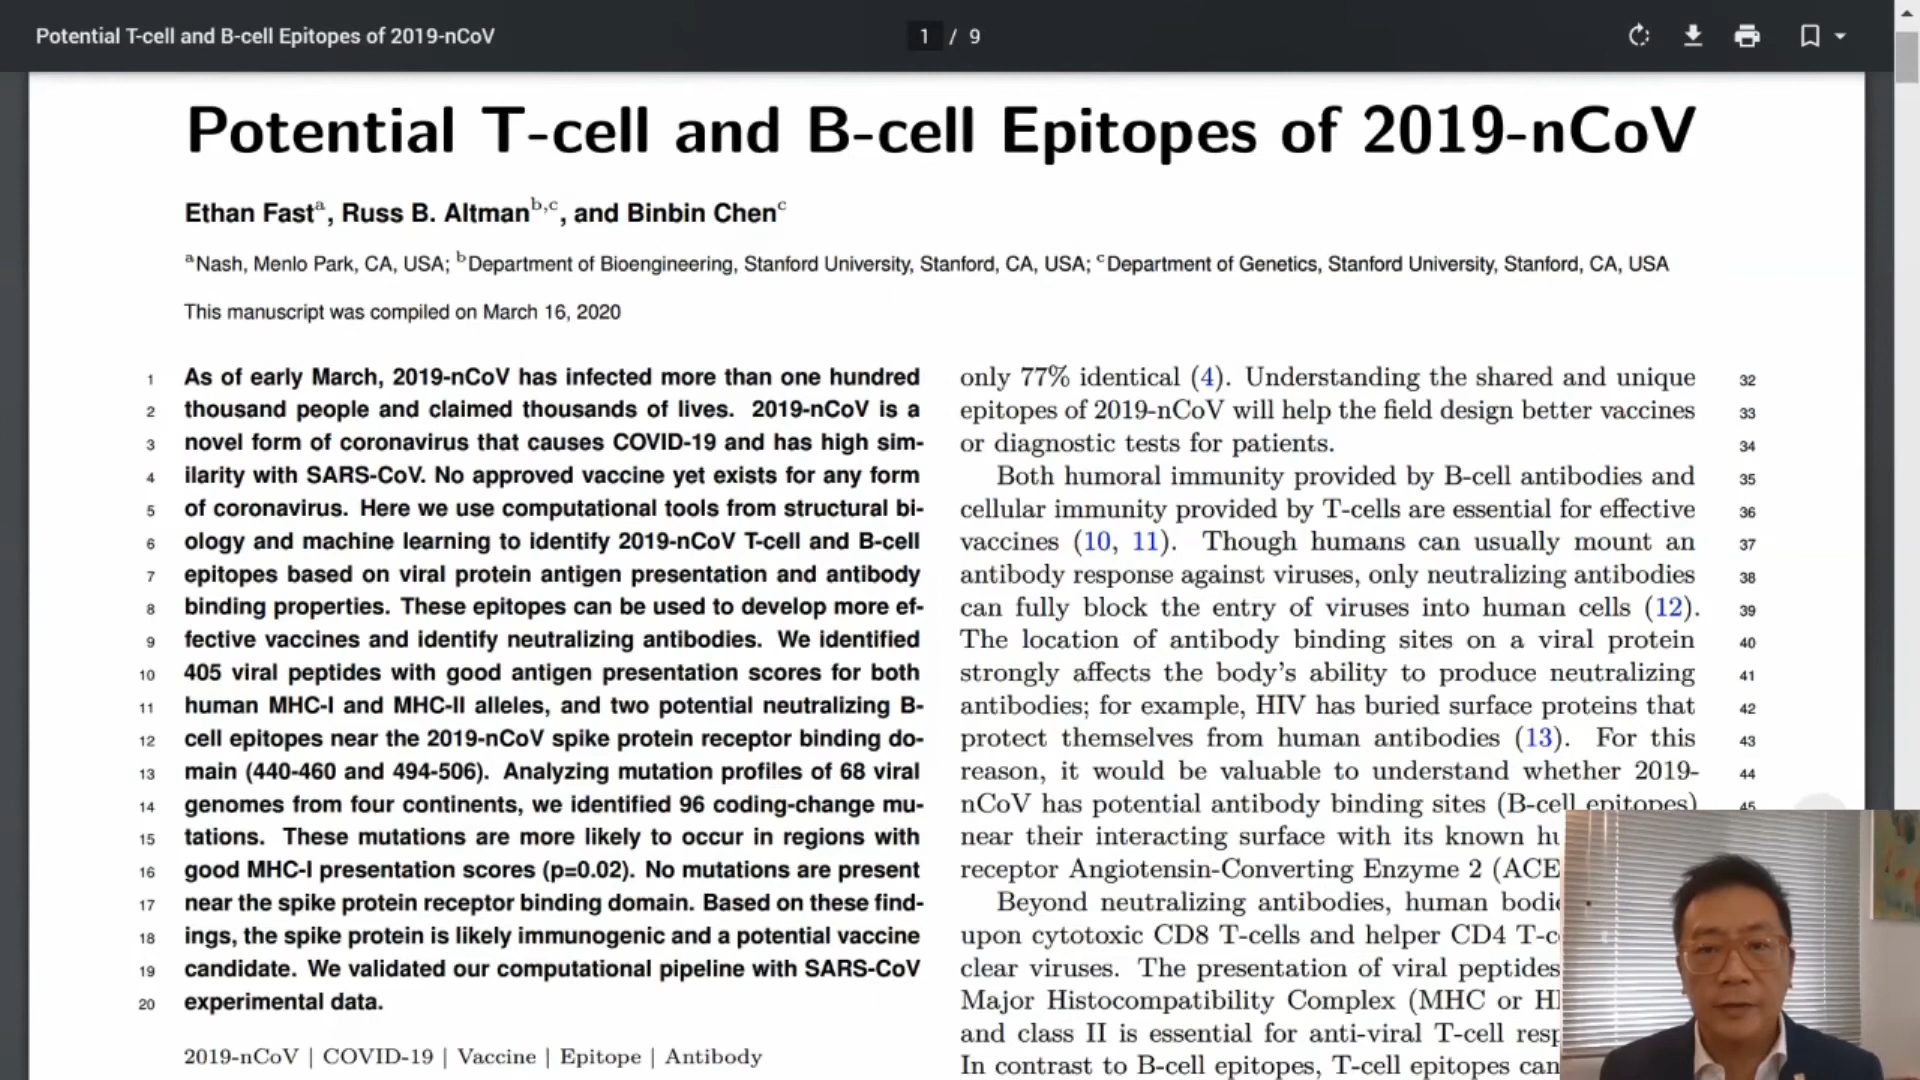 Potential T-cell and B-cell Epitopes of 2019-nCoV
1 / 9
Potential T-cell and B-cell Epitopes of 2019-nCoV
Ethan Fastᵃ, Russ B. Altmanᵇ,ᶜ, and Binbin Chenᶜ
ᵃNash, Menlo Park, CA, USA; ᵇDepartment of Bioengineering, Stanford University, Stanford, CA, USA; ᶜDepartment of Genetics, Stanford University, Stanford, CA, USA
This manuscript was compiled on March 16, 2020
1 As of early March, 2019-nCoV has infected more than one hundred
2 thousand people and claimed thousands of lives. 2019-nCoV is a
3 novel form of coronavirus that causes COVID-19 and has high sim-
4 ilarity with SARS-CoV. No approved vaccine yet exists for any form
5 of coronavirus. Here we use computational tools from structural bi-
6 ology and machine learning to identify 2019-nCoV T-cell and B-cell
7 epitopes based on viral protein antigen presentation and antibody
8 binding properties. These epitopes can be used to develop more ef-
9 fective vaccines and identify neutralizing antibodies. We identified
10 405 viral peptides with good antigen presentation scores for both
11 human MHC-I and MHC-II alleles, and two potential neutralizing B-
12 cell epitopes near the 2019-nCoV spike protein receptor binding do-
13 main (440-460 and 494-506). Analyzing mutation profiles of 68 viral
14 genomes from four continents, we identified 96 coding-change mu-
15 tations. These mutations are more likely to occur in regions with
16 good MHC-I presentation scores (p=0.02). No mutations are present
17 near the spike protein receptor binding domain. Based on these find-
18 ings, the spike protein is likely immunogenic and a potential vaccine
19 candidate. We validated our computational pipeline with SARS-CoV
20 experimental data.
2019-nCoV | COVID-19 | Vaccine | Epitope | Antibody
only 77% identical (4). Understanding the shared and unique 32
epitopes of 2019-nCoV will help the field design better vaccines 33
or diagnostic tests for patients. 34
Both humoral immunity provided by B-cell antibodies and 35
cellular immunity provided by T-cells are essential for effective 36
vaccines (10, 11). Though humans can usually mount an 37
antibody response against viruses, only neutralizing antibodies 38
can fully block the entry of viruses into human cells (12). 39
The location of antibody binding sites on a viral protein 40
strongly affects the body's ability to produce neutralizing 41
antibodies; for example, HIV has buried surface proteins that 42
protect themselves from human antibodies (13). For this 43
reason, it would be valuable to understand whether 2019- 44
nCoV has potential antibody binding sites (B-cell epitopes) 45
near their interacting surface with its known hu
receptor Angiotensin-Converting Enzyme 2 (ACE
Beyond neutralizing antibodies, human bodie
upon cytotoxic CD8 T-cells and helper CD4 T-c
clear viruses. The presentation of viral peptides
Major Histocompatibility Complex (MHC or H
and class II is essential for anti-viral T-cell resp
In contrast to B-cell epitopes, T-cell epitopes can